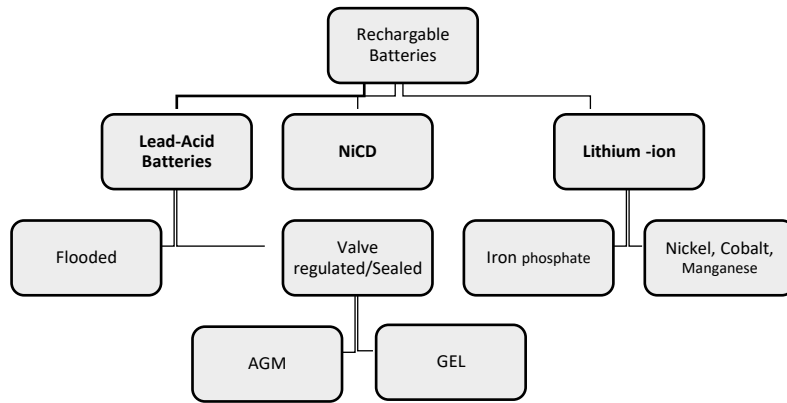 Rechargable
Batteries
Lead-Acid
Batteries
NiCD
Lithium -ion
Flooded
Valve
regulated/Sealed
Iron phosphate
Nickel, Cobalt,
Manganese
AGM
GEL